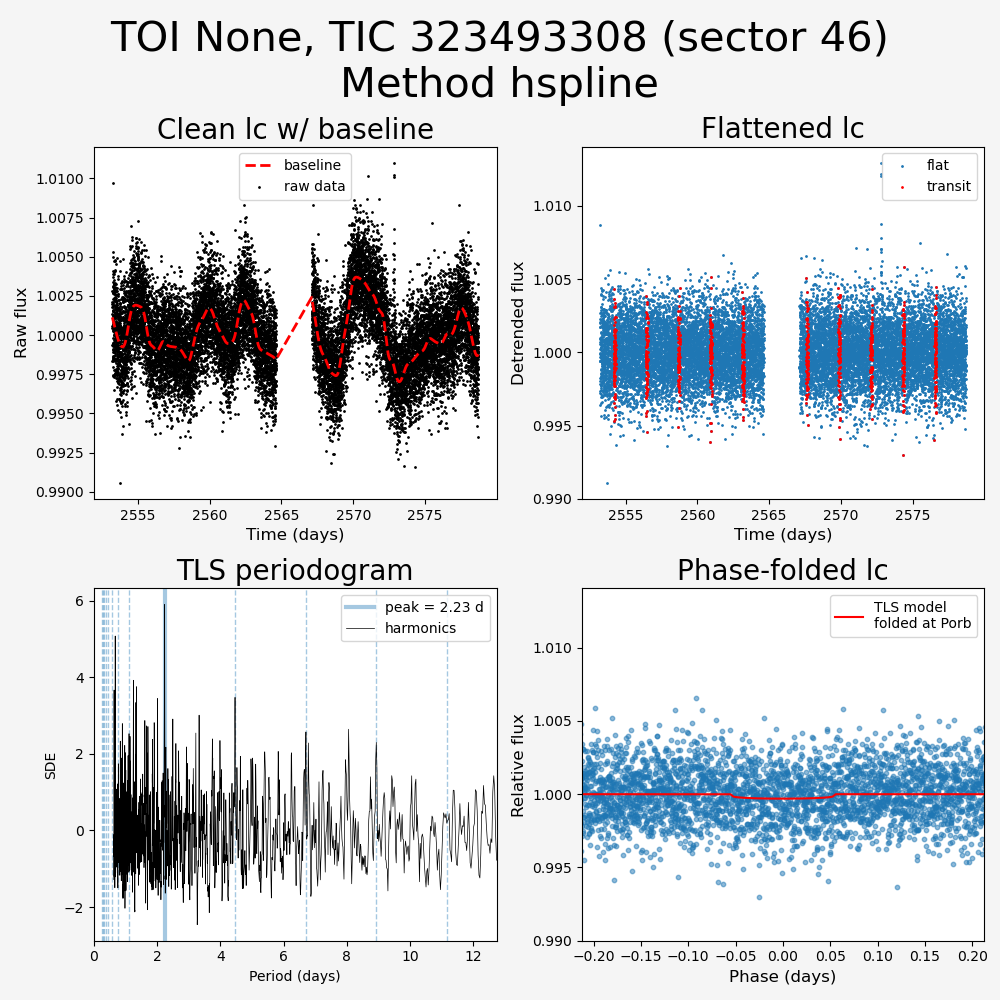 TOI None, TIC 323493308 (sector 46)
Method hspline
Clean lc w/ baseline
baseline
raw data
1.0100
1.0075
1.0050
1.0025
1.0000
0.9975
0.9950
0.9925
0.9900
Raw flux
2555 2560 2565 2570 2575
Time (days)
Flattened lc
flat
transit
1.010
1.005
1.000
0.995
0.990
Detrended flux
2555 2560 2565 2570 2575
Time (days)
TLS periodogram
peak = 2.23 d
harmonics
6
4
2
0
−2
SDE
0 2 4 6 8 10 12
Period (days)
Phase-folded lc
TLS model
folded at Porb
1.010
1.005
1.000
0.995
0.990
Relative flux
−0.20 −0.15 −0.10 −0.05 0.00 0.05 0.10 0.15 0.20
Phase (days)